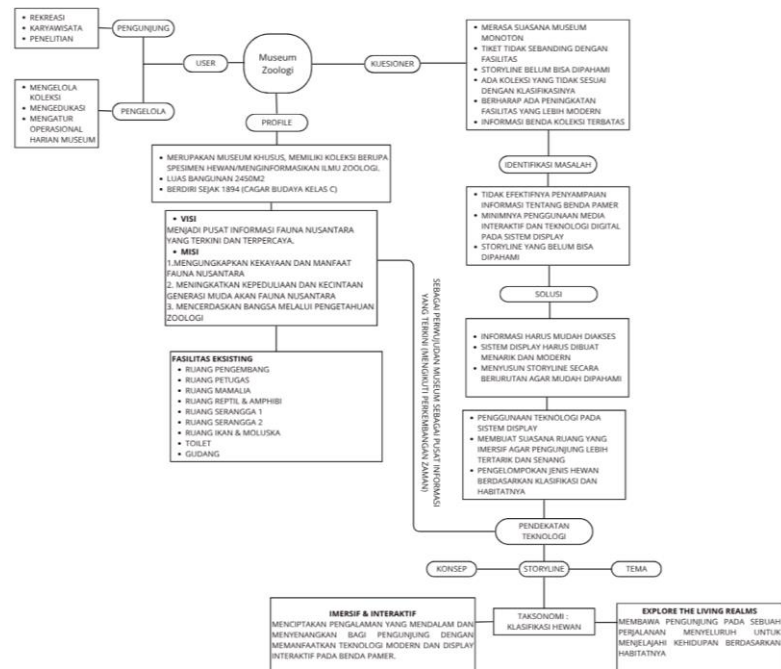 • REKREASI
• KARYAWISATA
• PENELITIAN
PENGUNJUNG
USER
Museum
Zoologi
KUESIONER
• MENGELOLA
KOLEKSI
• MENGEDUKASI
• MENGATUR
OPERASIONAL
HARIAN MUSEUM
PENGELOLA
PROFILE
• MERUPAKAN MUSEUM KHUSUS, MEMILIKI KOLEKSI BERUPA
SPESIMEN HEWAN/MENGINFORMASIKAN ILMU ZOOLOGI.
• LUAS BANGUNAN 2450M2
• BERDIRI SEJAK 1894 (CAGAR BUDAYA KELAS C)
• VISI
MENJADI PUSAT INFORMASI FAUNA NUSANTARA
YANG TERKINI DAN TERPERCAYA.
• MISI
1.MENGUNGKAPKAN KEKAYAAN DAN MANFAAT
FAUNA NUSANTARA
2. MENINGKATKAN KEPEDULIAAN DAN KECINTAAN
GENERASI MUDA AKAN FAUNA NUSANTARA
3. MENCERDASKAN BANGSA MELALUI PENGETAHUAN
ZOOLOGI
FASILITAS EKSISTING
• RUANG PENGEMBANG
• RUANG PETUGAS
• RUANG MAMALIA
• RUANG REPTIL & AMPHIBI
• RUANG SERANGGA 1
• RUANG SERANGGA 2
• RUANG IKAN & MOLUSKA
• TOILET
• GUDANG
SEBAGAI PERWUJUDAN MUSEUM SEBAGAI PUSAT INFORMASI
YANG TERKINI (MENGIKUTI PERKEMBANGAN ZAMAN)
• MERASA SUASANA MUSEUM
MONOTON
• TIKET TIDAK SEBANDING DENGAN
FASILITAS
• STORYLINE BELUM BISA DIPAHAMI
• ADA KOLEKSI YANG TIDAK SESUAI
DENGAN KLASIFIKASINYA
• BERHARAP ADA PENINGKATAN
FASILITAS YANG LEBIH MODERN
• INFORMASI BENDA KOLEKSI TERBATAS
IDENTIFIKASI MASALAH
• TIDAK EFEKTIFNYA PENYAMPAIAN
INFORMASI TENTANG BENDA PAMER
• MINIMNYA PENGGUNAAN MEDIA
INTERAKTIF DAN TEKNOLOGI DIGITAL
PADA SISTEM DISPLAY
• STORYLINE YANG BELUM BISA
DIPAHAMI
SOLUSI
• INFORMASI HARUS MUDAH DIAKSES
• SISTEM DISPLAY HARUS DIBUAT
MENARIK DAN MODERN
• MENYUSUN STORYLINE SECARA
BERURUTAN AGAR MUDAH DIPAHAMI
• PENGGUNAAN TEKNOLOGI PADA
SISTEM DISPLAY
• MEMBUAT SUASANA RUANG YANG
IMERSIF AGAR PENGUNJUNG LEBIH
TERTARIK DAN SENANG
• PENGELOMPOKAN JENIS HEWAN
BERDASARKAN KLASIFIKASI DAN
HABITATNYA
PENDEKATAN
TEKNOLOGI
KONSEP
STORYLINE
TEMA
IMERSIF & INTERAKTIF
MENCIPTAKAN PENGALAMAN YANG MENDALAM DAN
MENYENANGKAN BAGI PENGUNJUNG DENGAN
MEMANFAATKAN TEKNOLOGI MODERN DAN DISPLAY
INTERAKTIF PADA BENDA PAMER.
TAKSONOMI :
KLASIFIKASI HEWAN
EXPLORE THE LIVING REALMS
MEMBAWA PENGUNJUNG PADA SEBUAH
PERJALANAN MENYELURUH UNTUK
MENJELAJAHI KEHIDUPAN BERDASARKAN
HABITATNYA